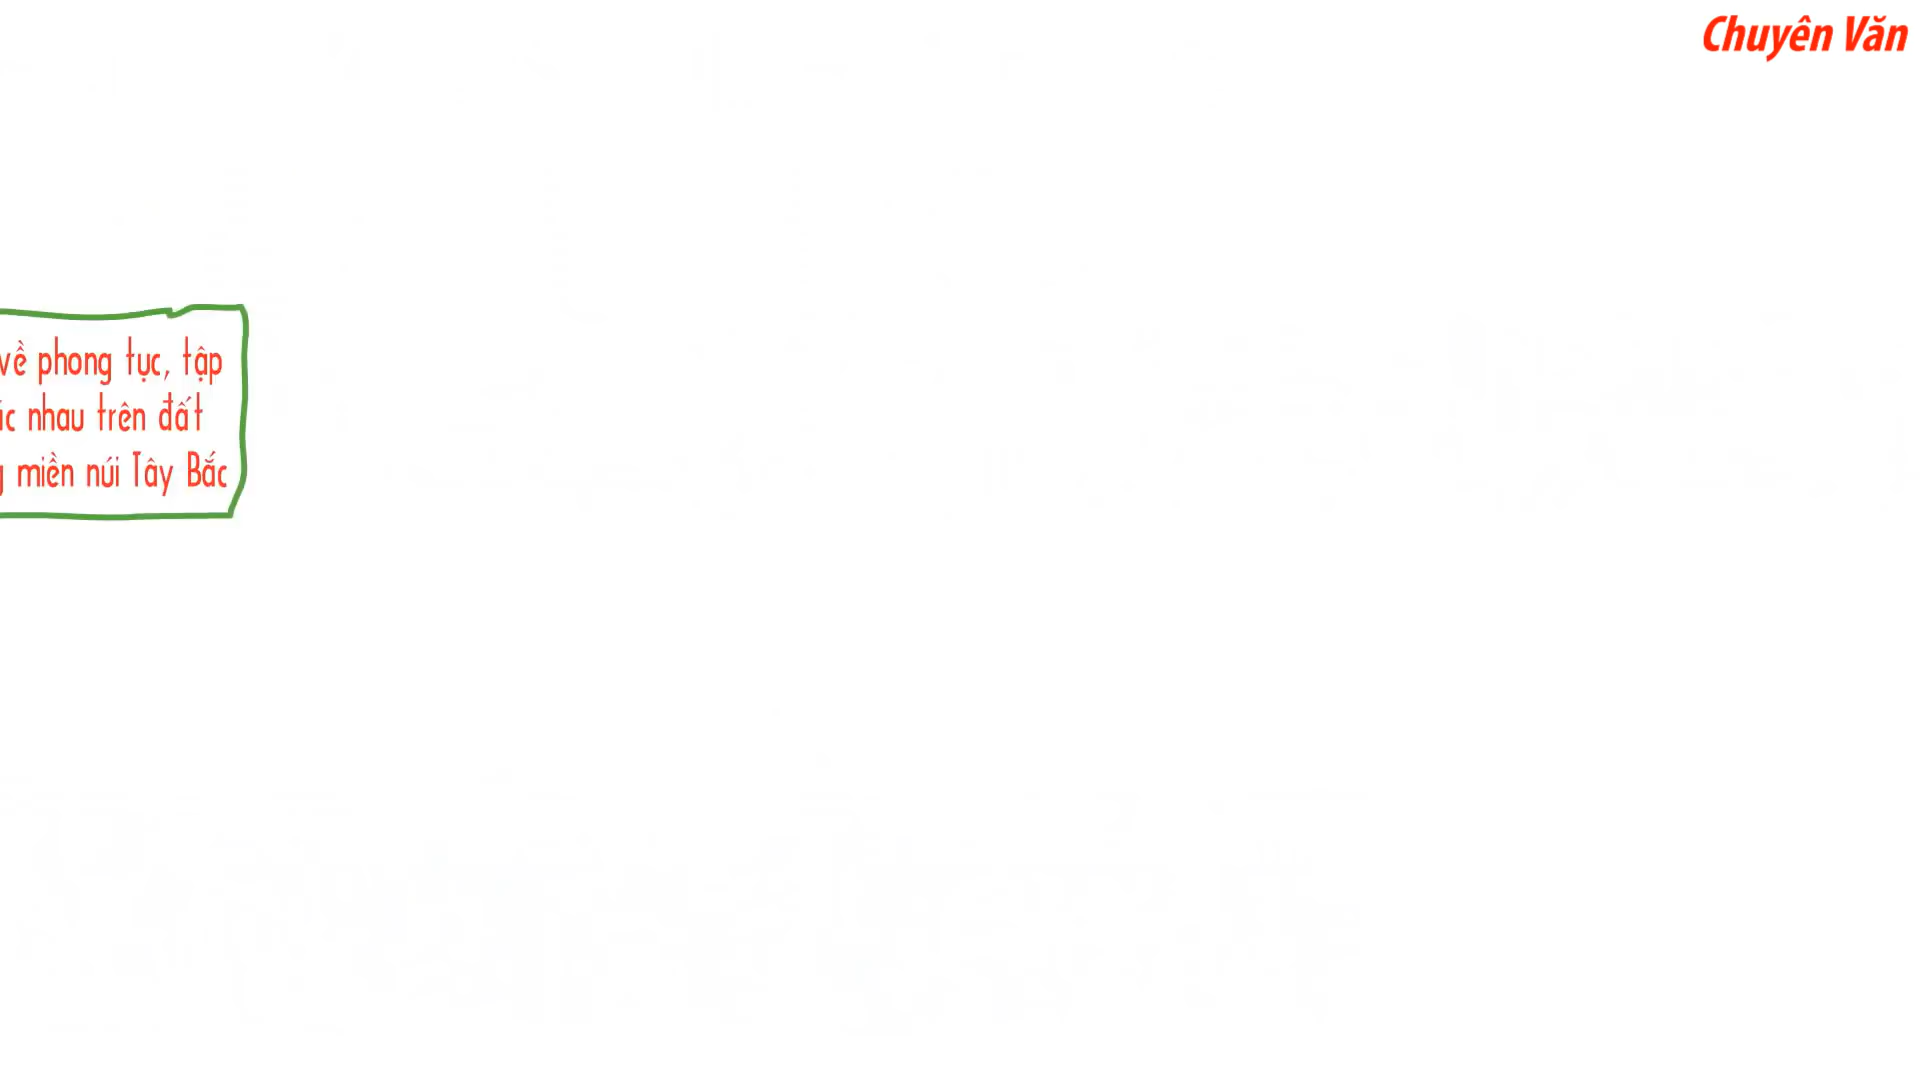 Chuyên Văn
về phong tục, tập
nhau trên đất
miền núi Tây Bắc